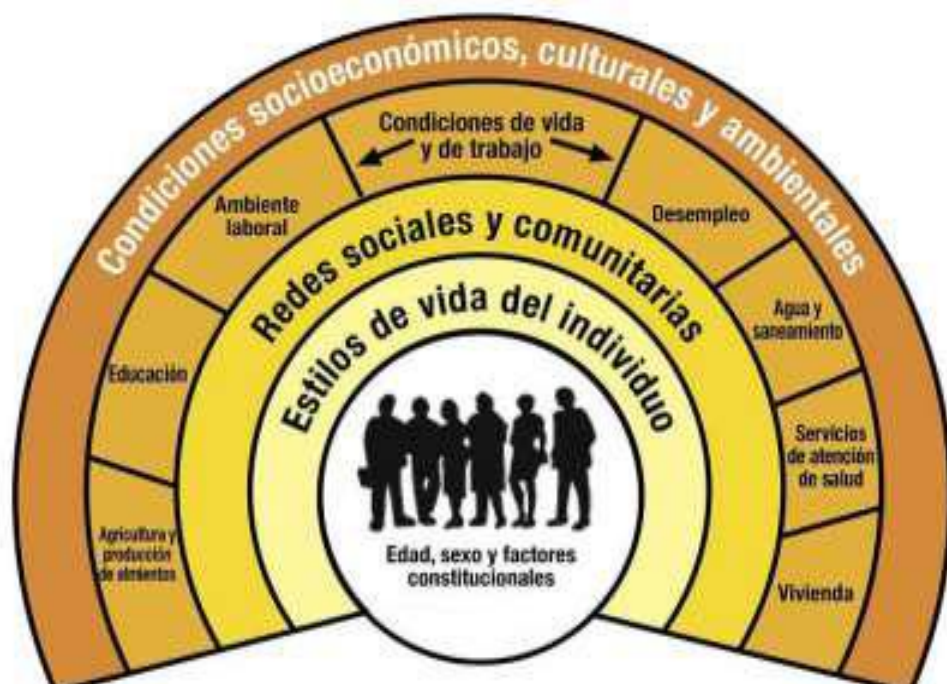 Condiciones socioeconómicos, culturales y ambientales
Condiciones de vida
y de trabajo
Ambiente
laboral
Desempleo
Redes sociales y comunitarias
Agua y
saneamiento
Estilos de vida del individuo
Educación
Servicios
de atención
de salud
Agricultura y
producción
de alimentos
Edad, sexo y factores
constitucionales
Vivienda